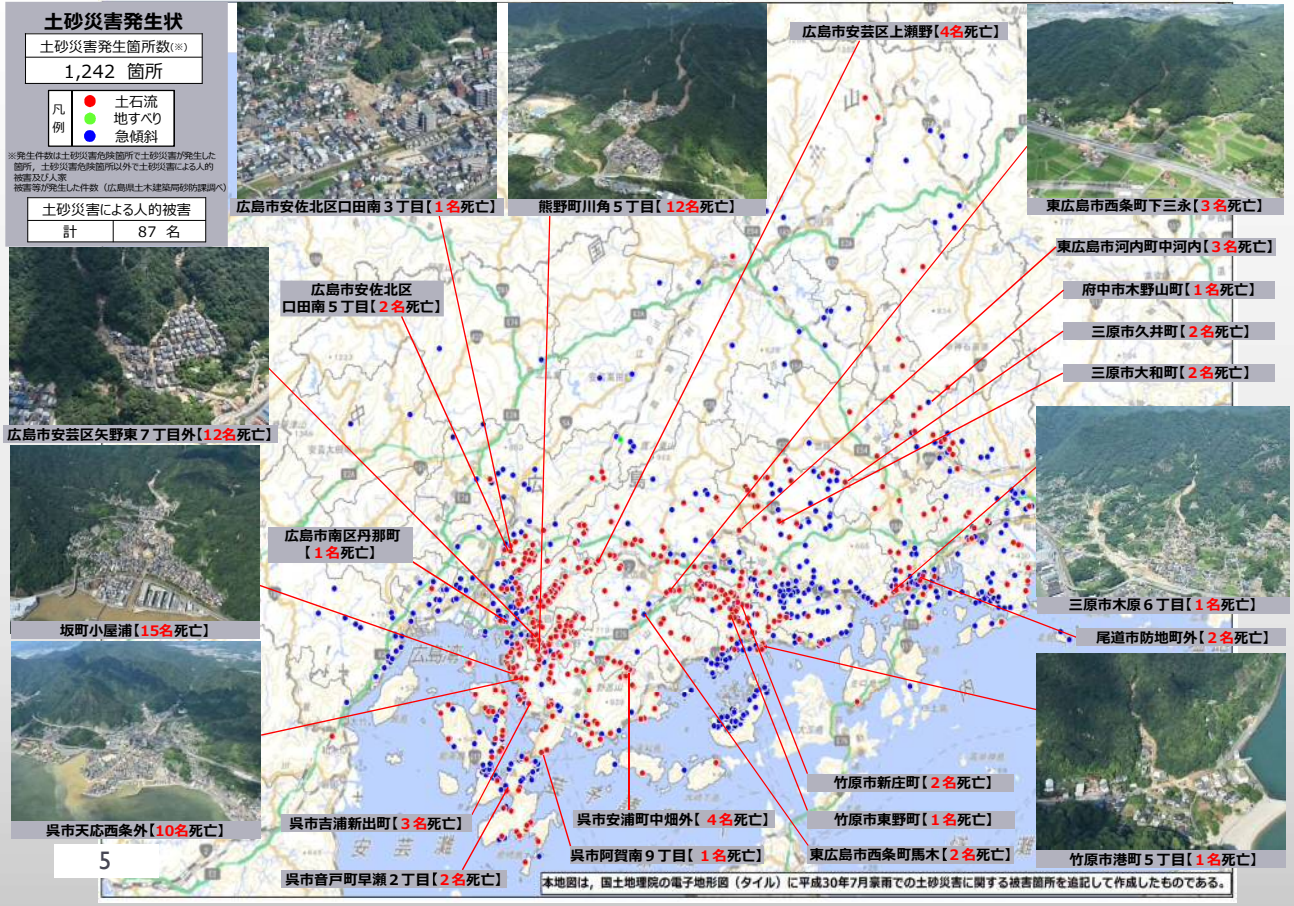 土砂災害発生状
土砂災害発生箇所数(※)
1,242 箇所
凡例
土石流
地すべり
急傾斜
※発生件数は土砂災害危険箇所で土砂災害が発生した
箇所，土砂災害危険箇所以外で土砂災害による人的
被害及び人家
被害等が発生した件数（広島県土木建築局砂防課調べ）
土砂災害による人的被害
計 87 名
広島市安佐北区口田南３丁目【１名死亡】
熊野町川角５丁目【 12名死亡】
広島市安芸区上瀬野【4名死亡】
東広島市西条町下三永【３名死亡】
東広島市河内町中河内【３名死亡】
府中市木野山町【１名死亡】
三原市久井町【２名死亡】
三原市大和町【２名死亡】
広島市安佐北区
口田南５丁目【２名死亡】
広島市安芸区矢野東７丁目外【12名死亡】
広島市南区丹那町
【１名死亡】
坂町小屋浦【15名死亡】
三原市木原６丁目【１名死亡】
尾道市防地町外【２名死亡】
呉市天応西条外【10名死亡】
呉市吉浦新出町【３名死亡】
呉市安浦町中畑外【 ４名死亡】
竹原市新庄町【２名死亡】
竹原市東野町【１名死亡】
呉市阿賀南９丁目【 １名死亡】
東広島市西条町馬木【２名死亡】
竹原市港町５丁目【１名死亡】
呉市音戸町早瀬２丁目【２名死亡】
広島湾
安芸灘
5
本地図は，国土地理院の電子地形図（タイル）に平成30年7月豪雨での土砂災害に関する被害箇所を追記して作成したものである。